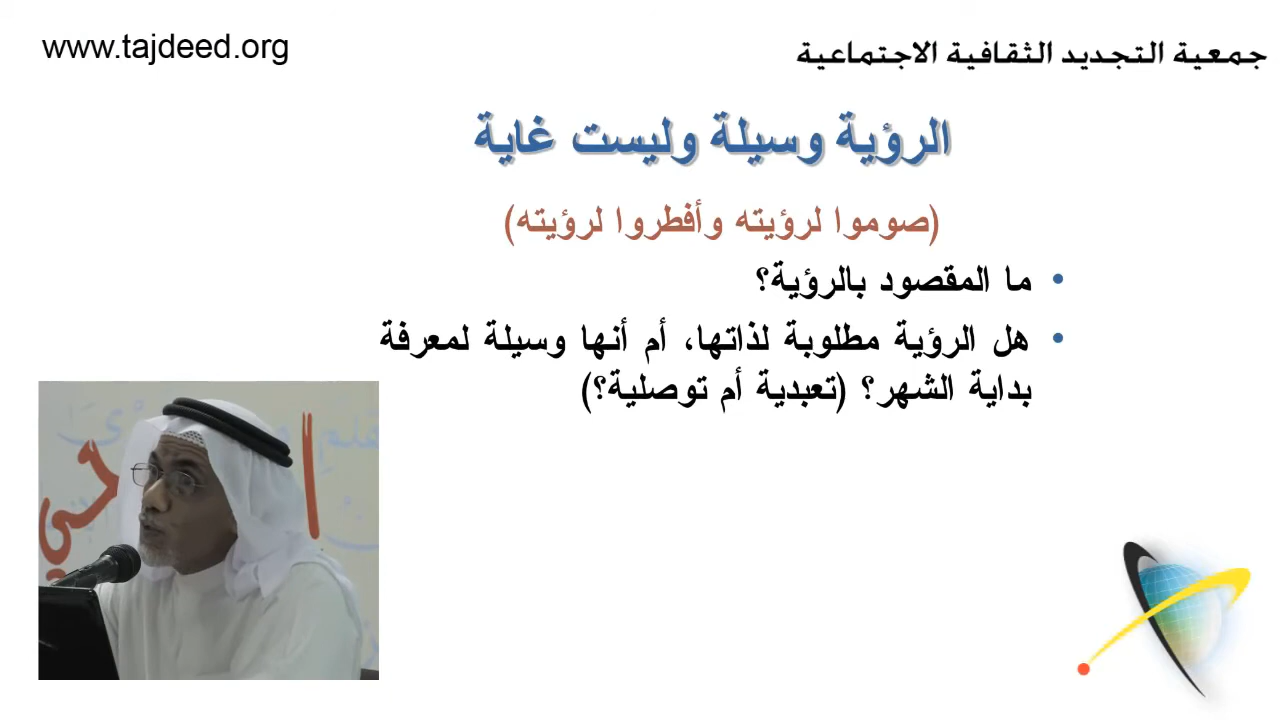 www.tajdeed.org
جمعية التجديد الثقافية الاجتماعية
الرؤية وسيلة وليست غاية
(صوموا لرؤيته وأفطروا لرؤيته)
• ما المقصود بالرؤية؟
• هل الرؤية مطلوبة لذاتها، أم أنها وسيلة لمعرفة
بداية الشهر؟ (تعبدية أم توصلية؟)